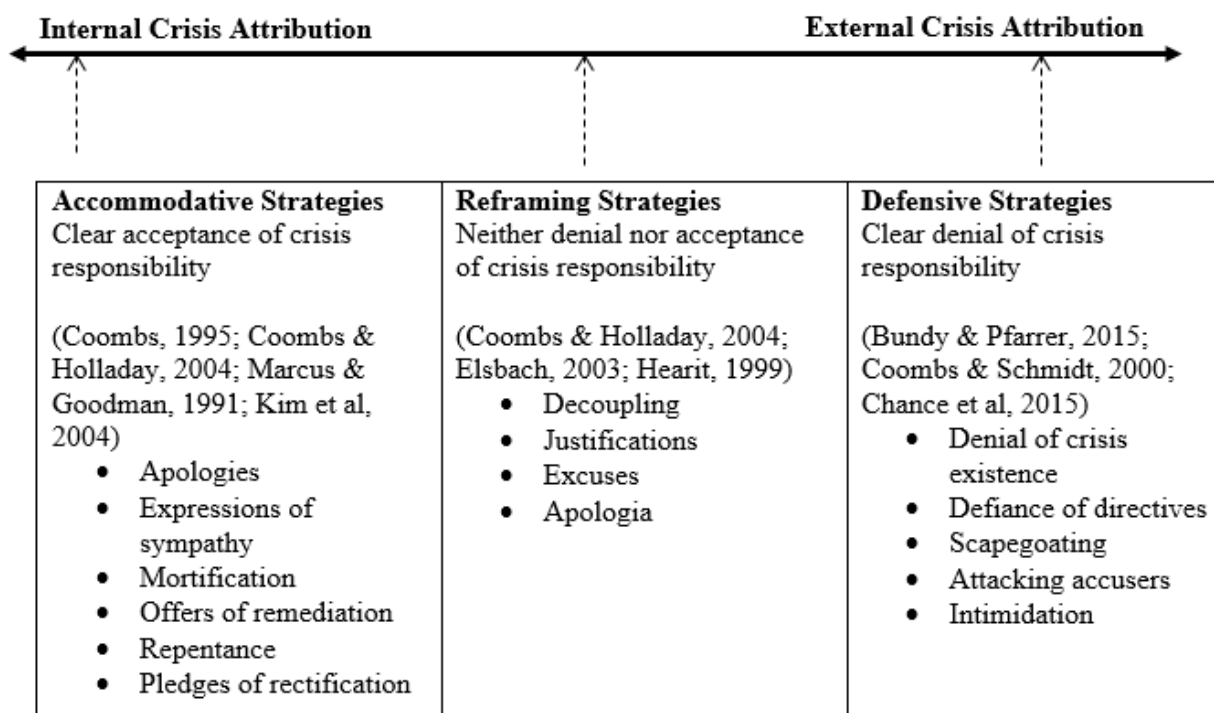 Internal Crisis Attribution
External Crisis Attribution
Accommodative Strategies
Clear acceptance of crisis
responsibility
(Coombs, 1995; Coombs &
Holladay, 2004; Marcus &
Goodman, 1991; Kim et al,
2004)
• Apologies
• Expressions of
sympathy
• Mortification
• Offers of remediation
• Repentance
• Pledges of rectification
Reframing Strategies
Neither denial nor acceptance
of crisis responsibility
(Coombs & Holladay, 2004;
Elsbach, 2003; Hearit, 1999)
• Decoupling
• Justifications
• Excuses
• Apologia
Defensive Strategies
Clear denial of crisis
responsibility
(Bundy & Pfarrer, 2015;
Coombs & Schmidt, 2000;
Chance et al, 2015)
• Denial of crisis
existence
• Defiance of directives
• Scapegoating
• Attacking accusers
• Intimidation